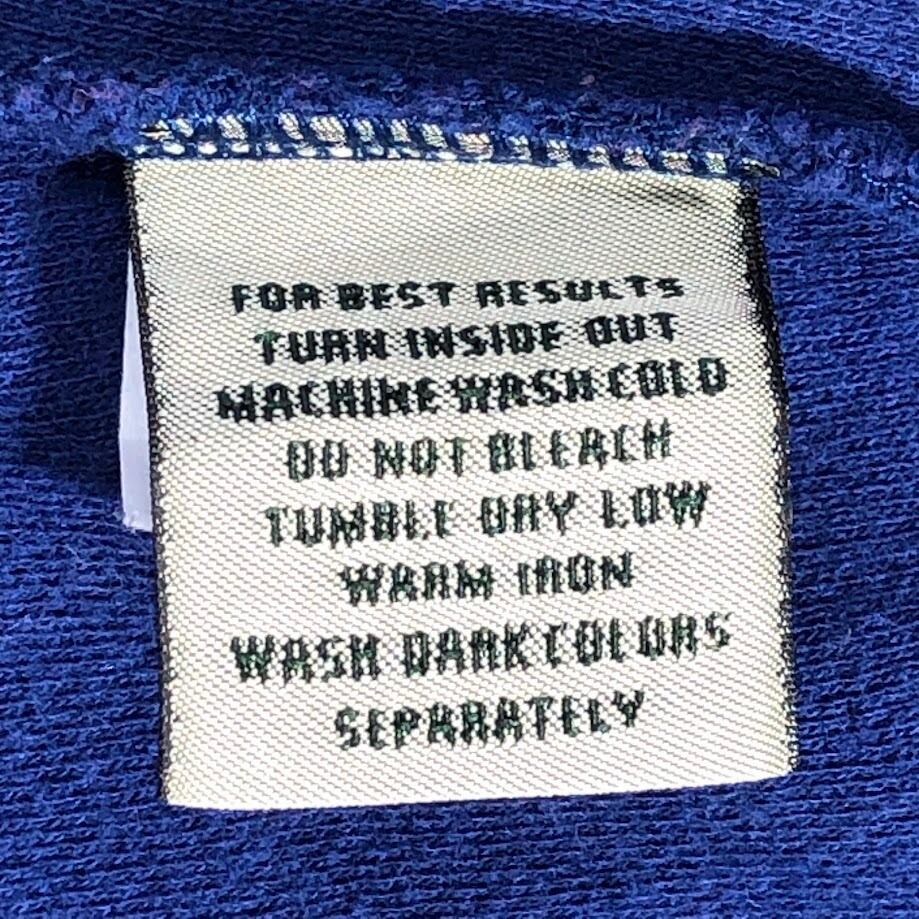 FOR BEST RESULTS
TURN INSIDE OUT
MACHINE WASH COLD
DO NOT BLEACH
TUMBLE DRY LOW
WARM IRON
WASH DARK COLORS
SEPARATELY